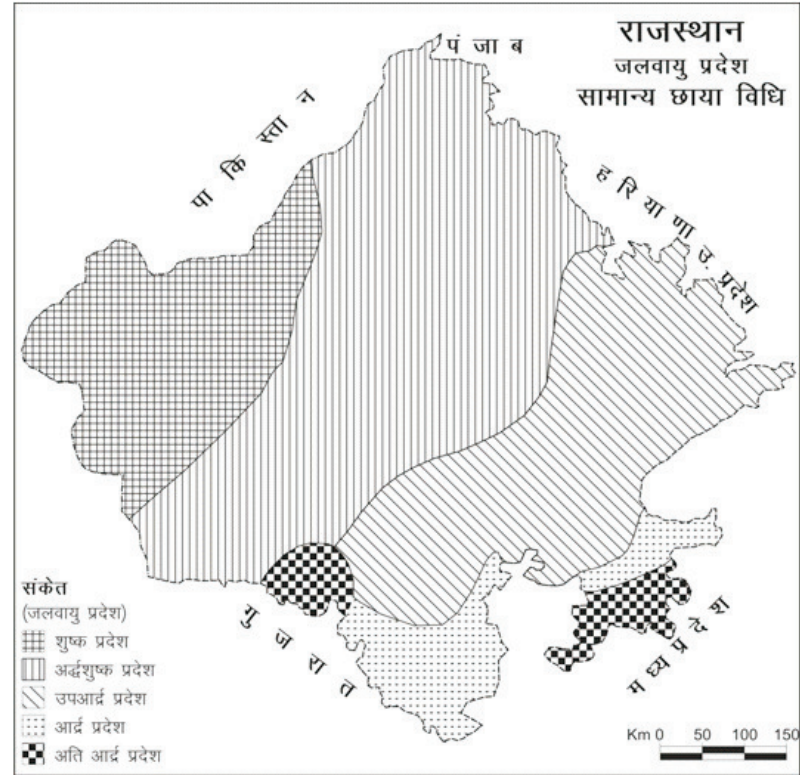 राजस्थान
जलवायु प्रदेश
सामान्य छाया विधि
पंजाब
पाकिस्तान
हरियाणा
उ. प्रदेश
गुजरात
मध्यप्रदेश
संकेत
(जलवायु प्रदेश)
शुष्क प्रदेश
अर्द्धशुष्क प्रदेश
उपआर्द्र प्रदेश
आर्द्र प्रदेश
अति आर्द्र प्रदेश
Km 0 50 100 150